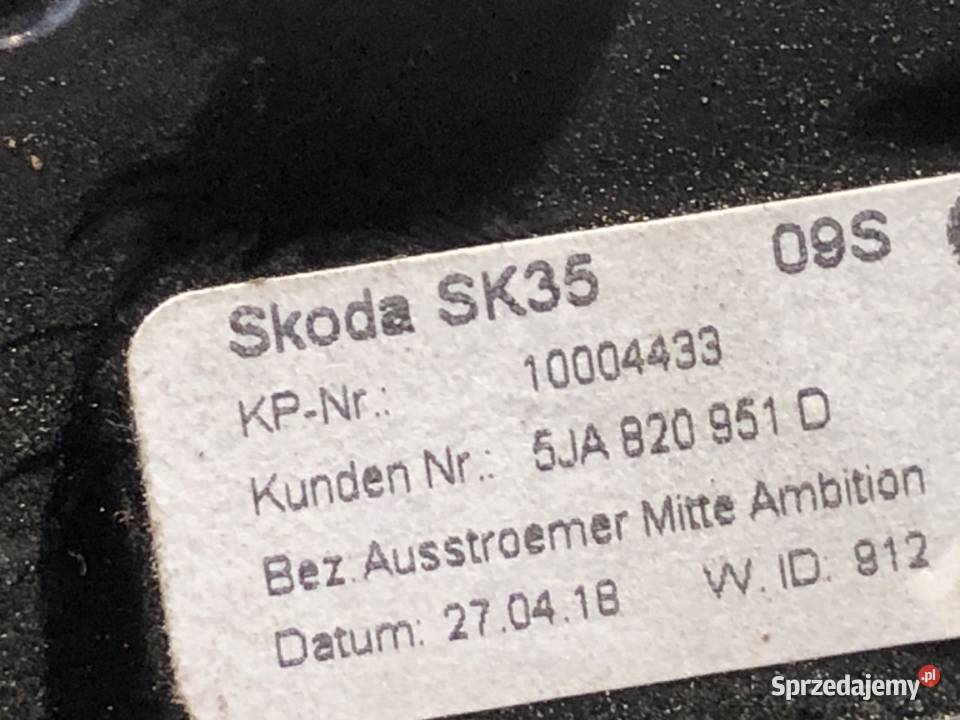 Skoda SK35 09S
KP-Nr.: 10004433
Kunden Nr.: 5JA 820 951 D
Bez.Ausstroemer Mitte Ambition
Datum: 27.04.18 W. ID: 912
Sprzedajemy.pl